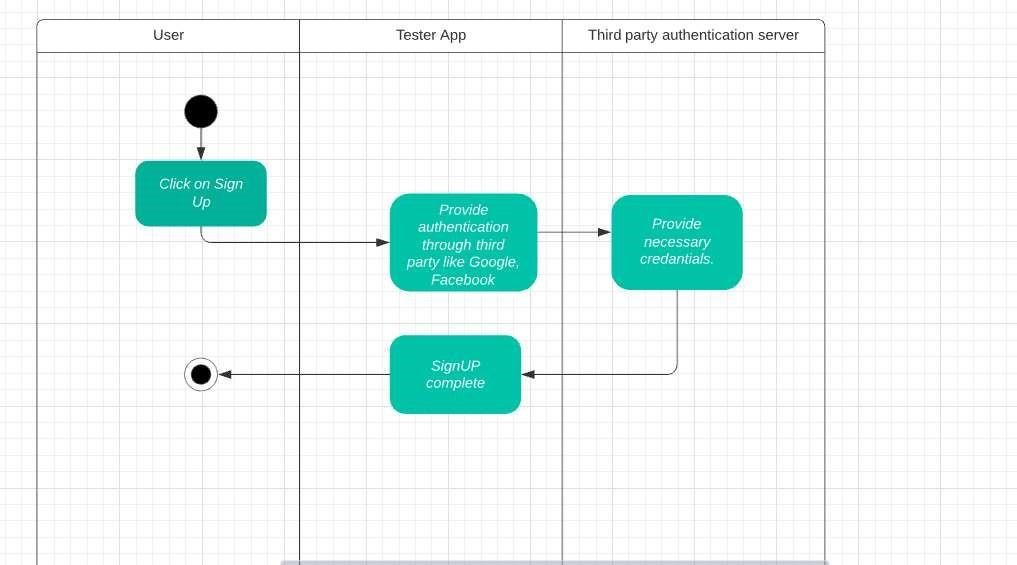 User
Tester App
Third party authentication server
Click on Sign
Up
Provide
authentication
through third
party like Google,
Facebook
Provide
necessary
credantials.
SignUP
complete